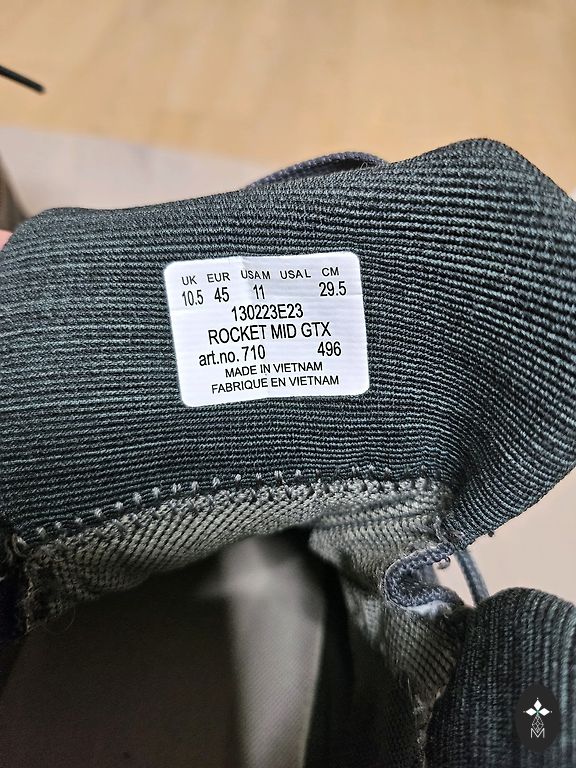 UK EUR USAM USAL CM
10.5 45 11 29.5
130223E23
ROCKET MID GTX
art.no. 710 496
MADE IN VIETNAM
FABRIQUE EN VIETNAM
M